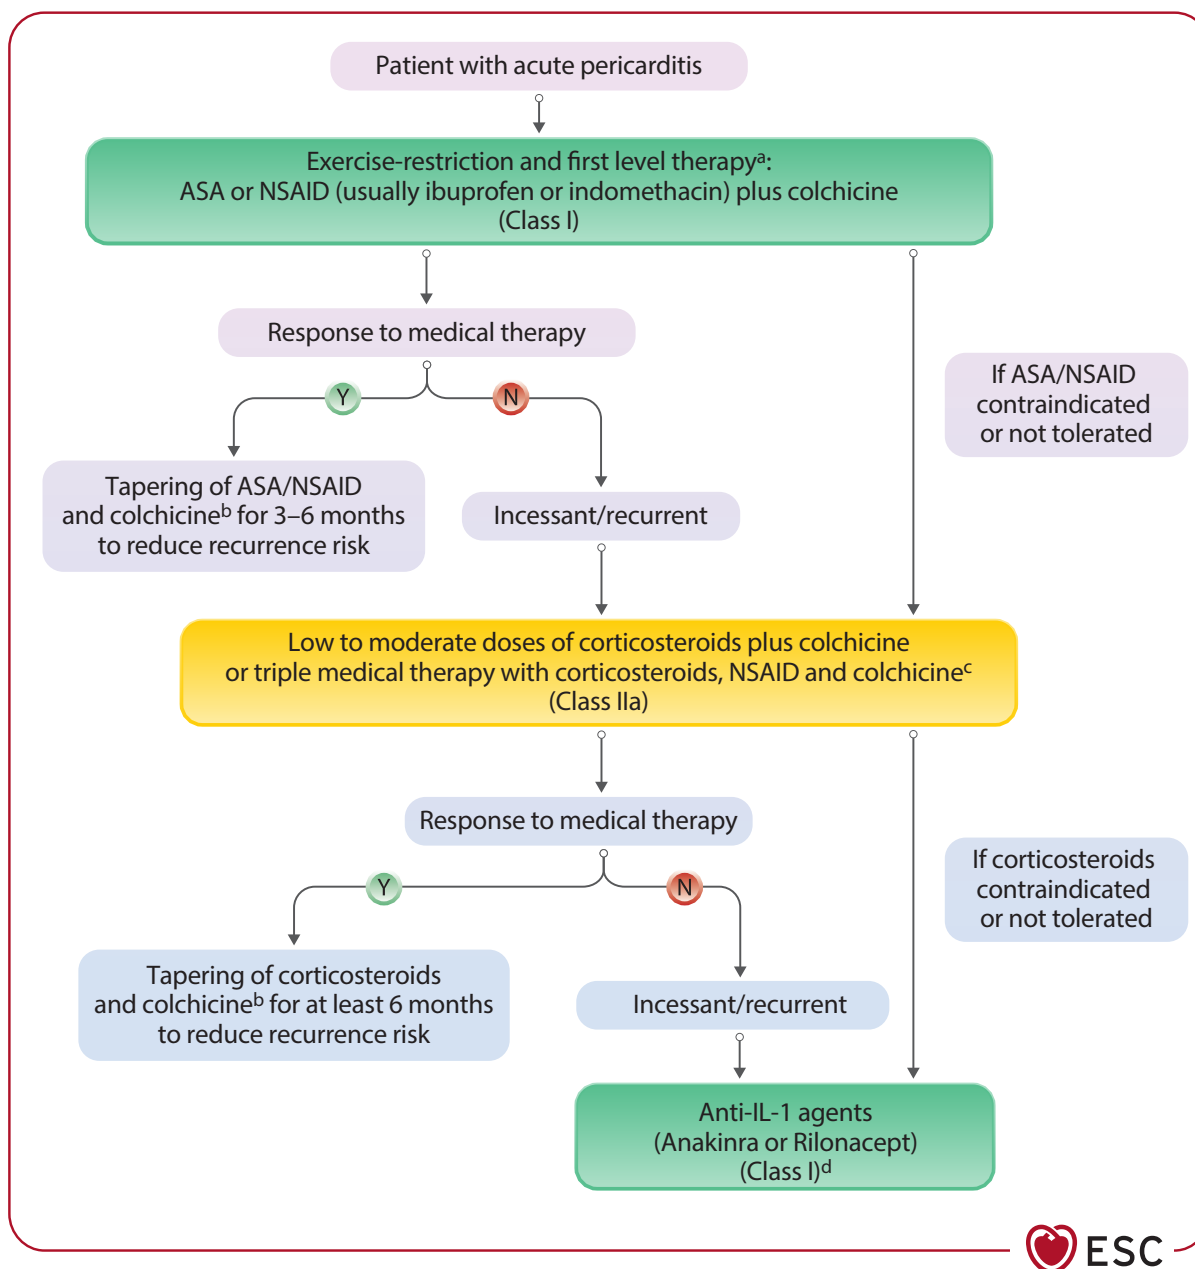 Patient with acute pericarditis
Exercise-restriction and first level therapyᵃ:
ASA or NSAID (usually ibuprofen or indomethacin) plus colchicine
(Class I)
Response to medical therapy
If ASA/NSAID
contraindicated
or not tolerated
Y
N
Tapering of ASA/NSAID
and colchicineᵇ for 3–6 months
to reduce recurrence risk
Incessant/recurrent
Low to moderate doses of corticosteroids plus colchicine
or triple medical therapy with corticosteroids, NSAID and colchicineᶜ
(Class IIa)
Response to medical therapy
If corticosteroids
contraindicated
or not tolerated
Y
N
Tapering of corticosteroids
and colchicineᵇ for at least 6 months
to reduce recurrence risk
Incessant/recurrent
Anti-IL-1 agents
(Anakinra or Rilonacept)
(Class I)ᵈ
ESC